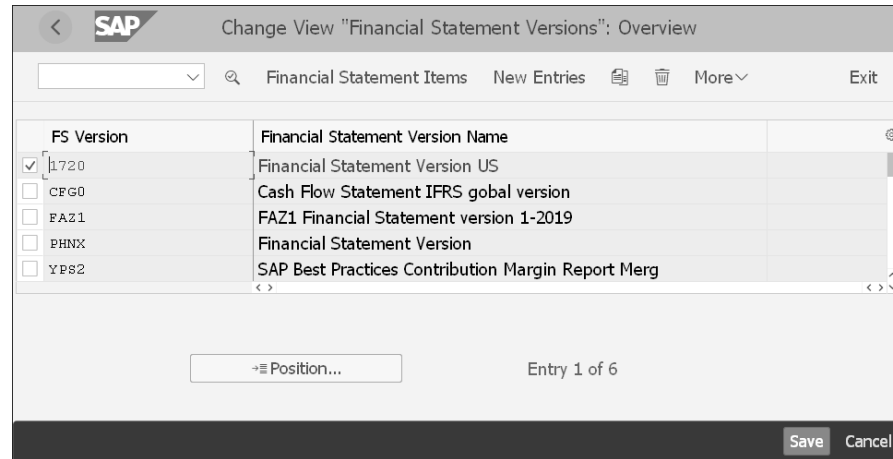 SAP Change View "Financial Statement Versions": Overview
Financial Statement Items New Entries More Exit
FS Version Financial Statement Version Name
1720 Financial Statement Version US
CFG0 Cash Flow Statement IFRS gobal version
FAZ1 FAZ1 Financial Statement version 1-2019
PHNX Financial Statement Version
YPS2 SAP Best Practices Contribution Margin Report Merg
Position... Entry 1 of 6
Save Cancel